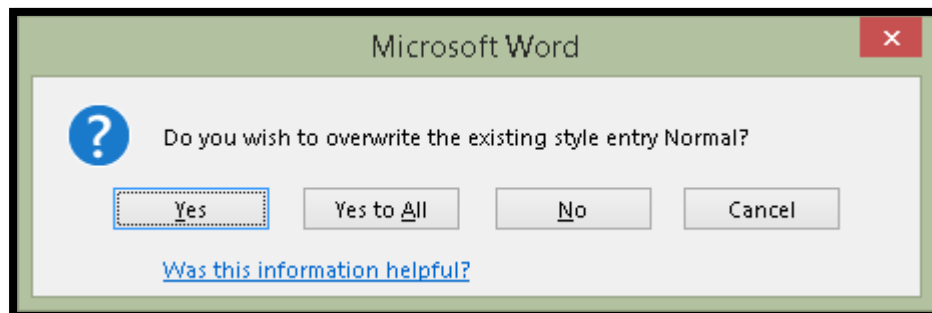 Microsoft Word
Do you wish to overwrite the existing style entry Normal?
Yes
Yes to All
No
Cancel
Was this information helpful?